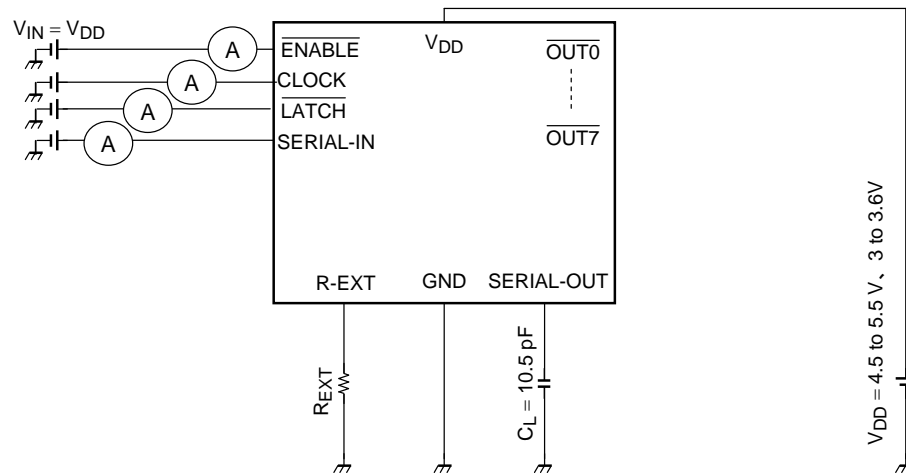 V_IN = V_DD
A
ENABLE
V_DD
OUT0
A
CLOCK
A
LATCH
A
SERIAL-IN
OUT7
R-EXT
GND
SERIAL-OUT
R_EXT
C_L = 10.5 pF
V_DD = 4.5 to 5.5 V、3 to 3.6V